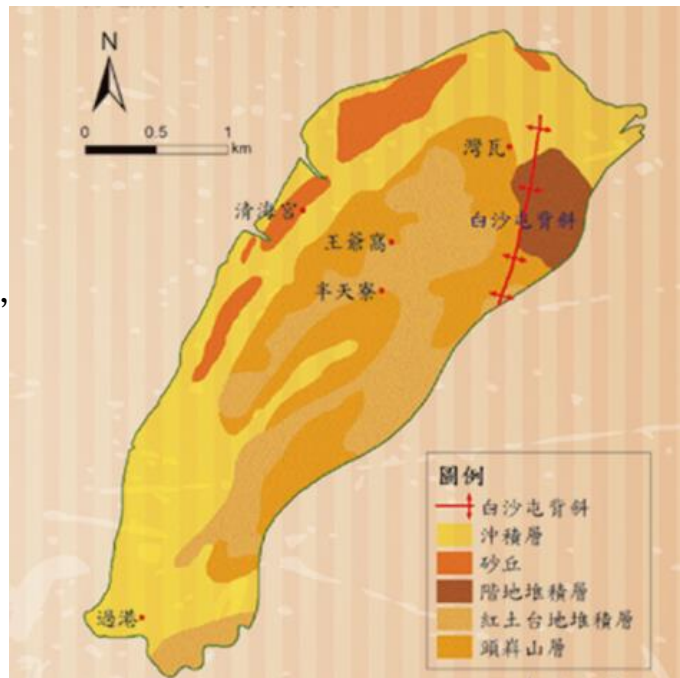 N
0
0.5
1
km
灣瓦
清海宮
白沙屯背斜
王爺窩
半天寮
,
過港
圖例
白沙屯背斜
沖積層
砂丘
階地堆積層
紅土台地堆積層
頭嵙山層